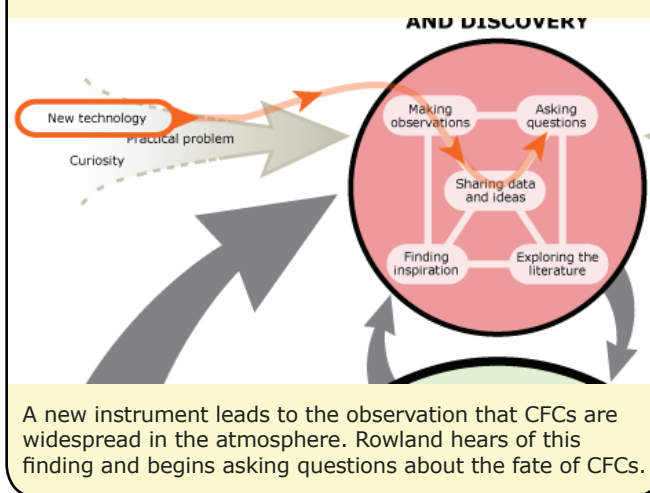 AND DISCOVERY
New technology
Practical problem
Curiosity
Making
observations
Asking
questions
Sharing data
and ideas
Finding
inspiration
Exploring the
literature
A new instrument leads to the observation that CFCs are
widespread in the atmosphere. Rowland hears of this
finding and begins asking questions about the fate of CFCs.